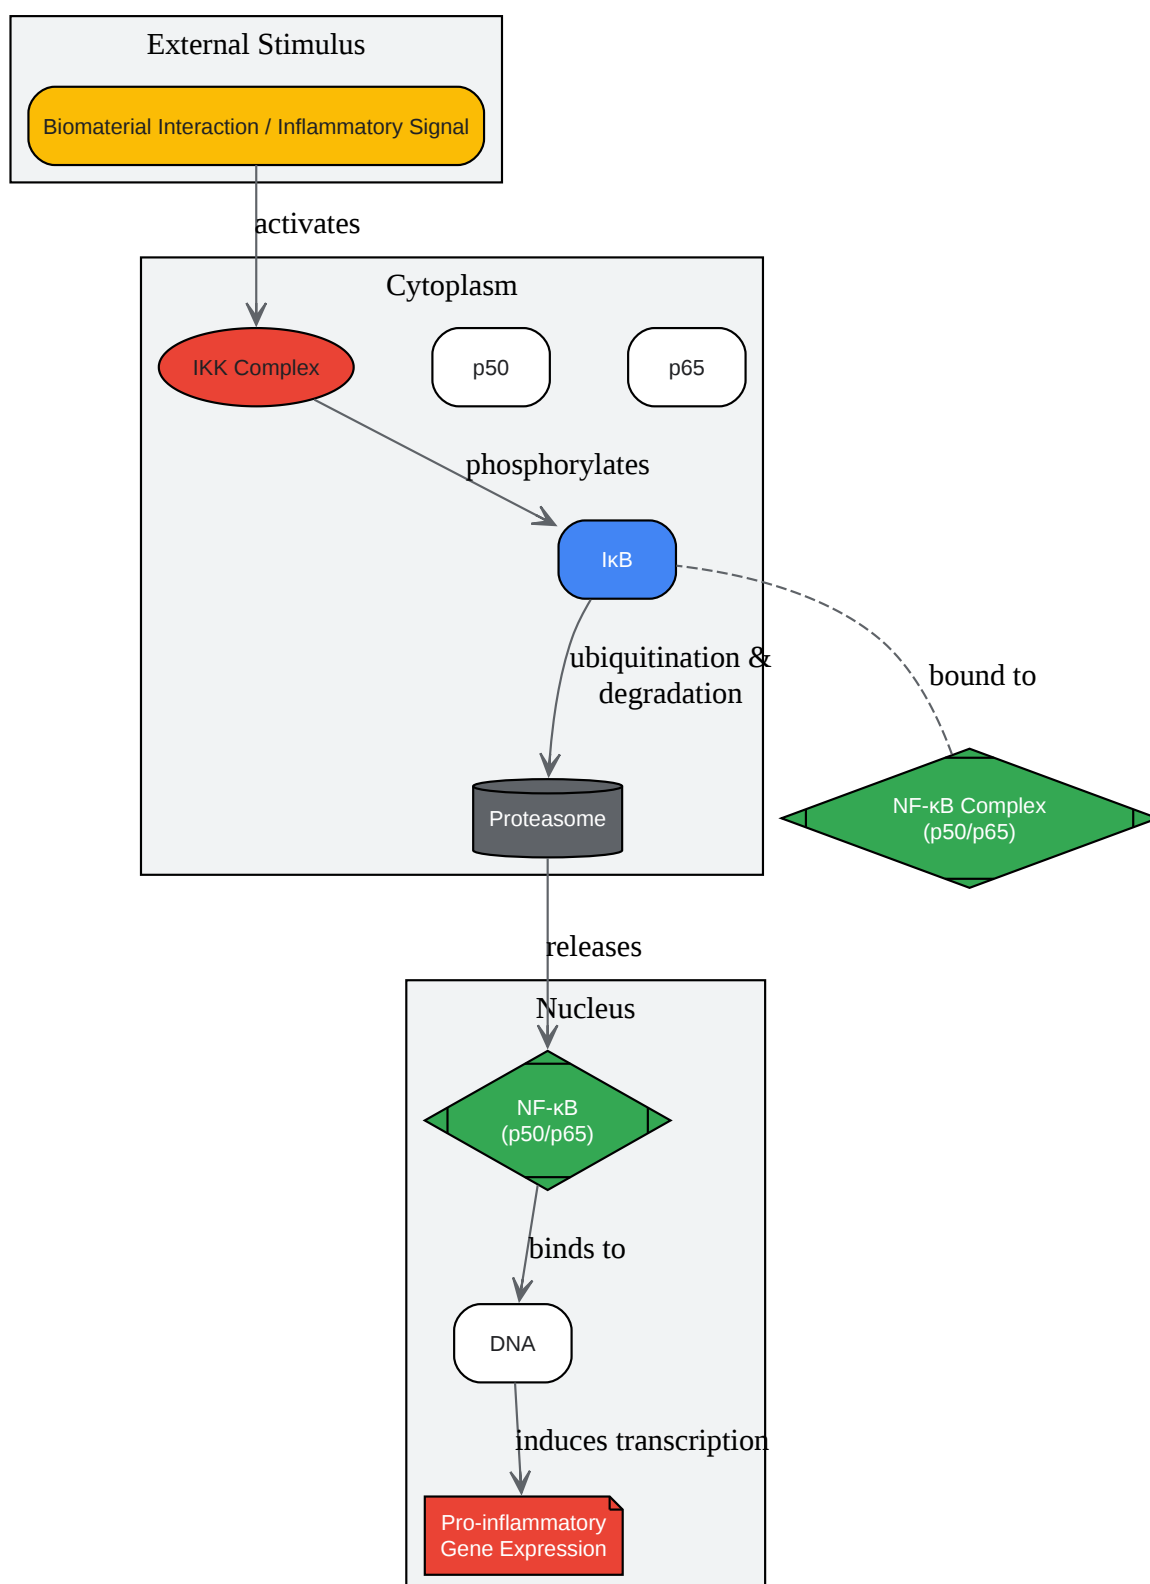 External Stimulus
Biomaterial Interaction / Inflammatory Signal
activates
Cytoplasm
IKK Complex
p50
p65
phosphorylates
IκB
ubiquitination &
degradation
bound to
Proteasome
NF-κB Complex
(p50/p65)
releases
Nucleus
NF-κB
(p50/p65)
binds to
DNA
induces transcription
Pro-inflammatory
Gene Expression